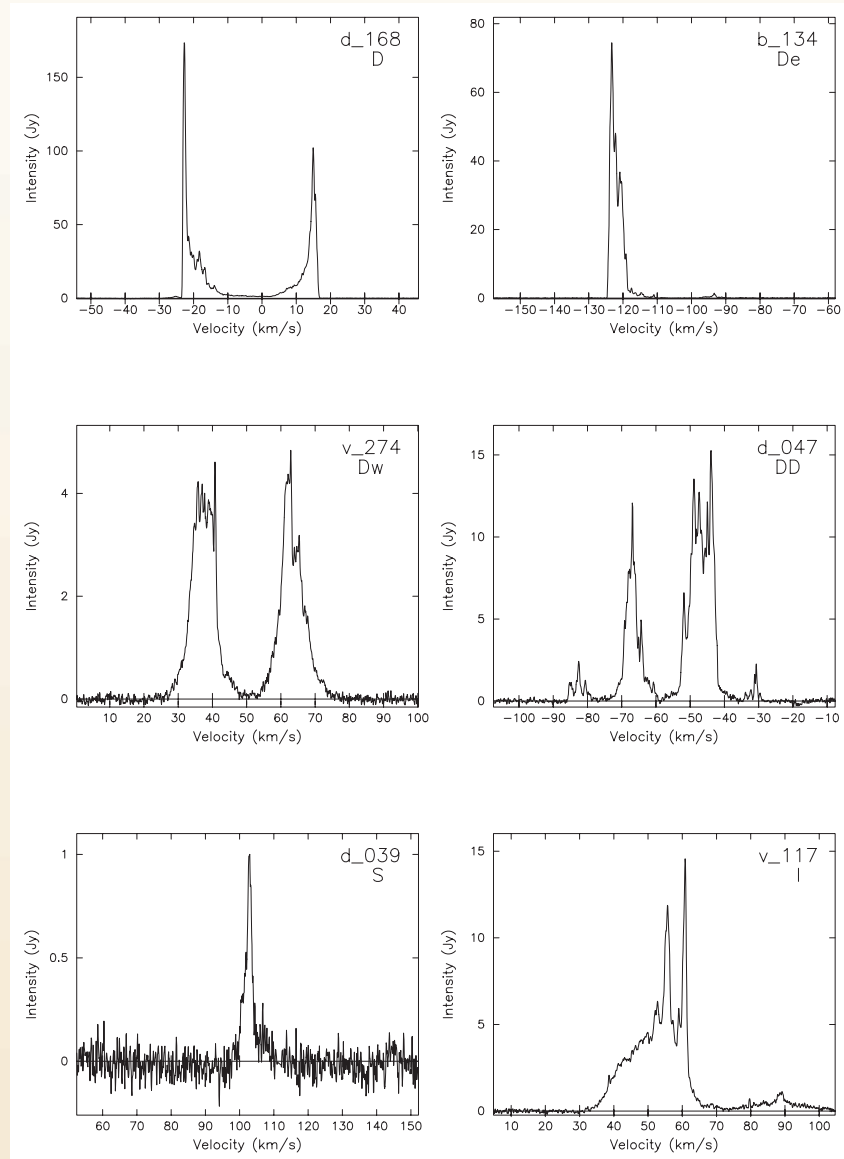 d_168
D
150
100
50
0
Intensity (Jy)
−50 −40 −30 −20 −10 0 10 20 30 40
Velocity (km/s)
b_134
De
80
60
40
20
0
Intensity (Jy)
−150 −140 −130 −120 −110 −100 −90 −80 −70 −60
Velocity (km/s)
v_274
Dw
4
2
0
Intensity (Jy)
10 20 30 40 50 60 70 80 90 100
Velocity (km/s)
d_047
DD
15
10
5
0
Intensity (Jy)
−100 −90 −80 −70 −60 −50 −40 −30 −20 −10
Velocity (km/s)
d_039
S
1
0.5
0
Intensity (Jy)
60 70 80 90 100 110 120 130 140 150
Velocity (km/s)
v_117
I
15
10
5
0
Intensity (Jy)
10 20 30 40 50 60 70 80 90 100
Velocity (km/s)